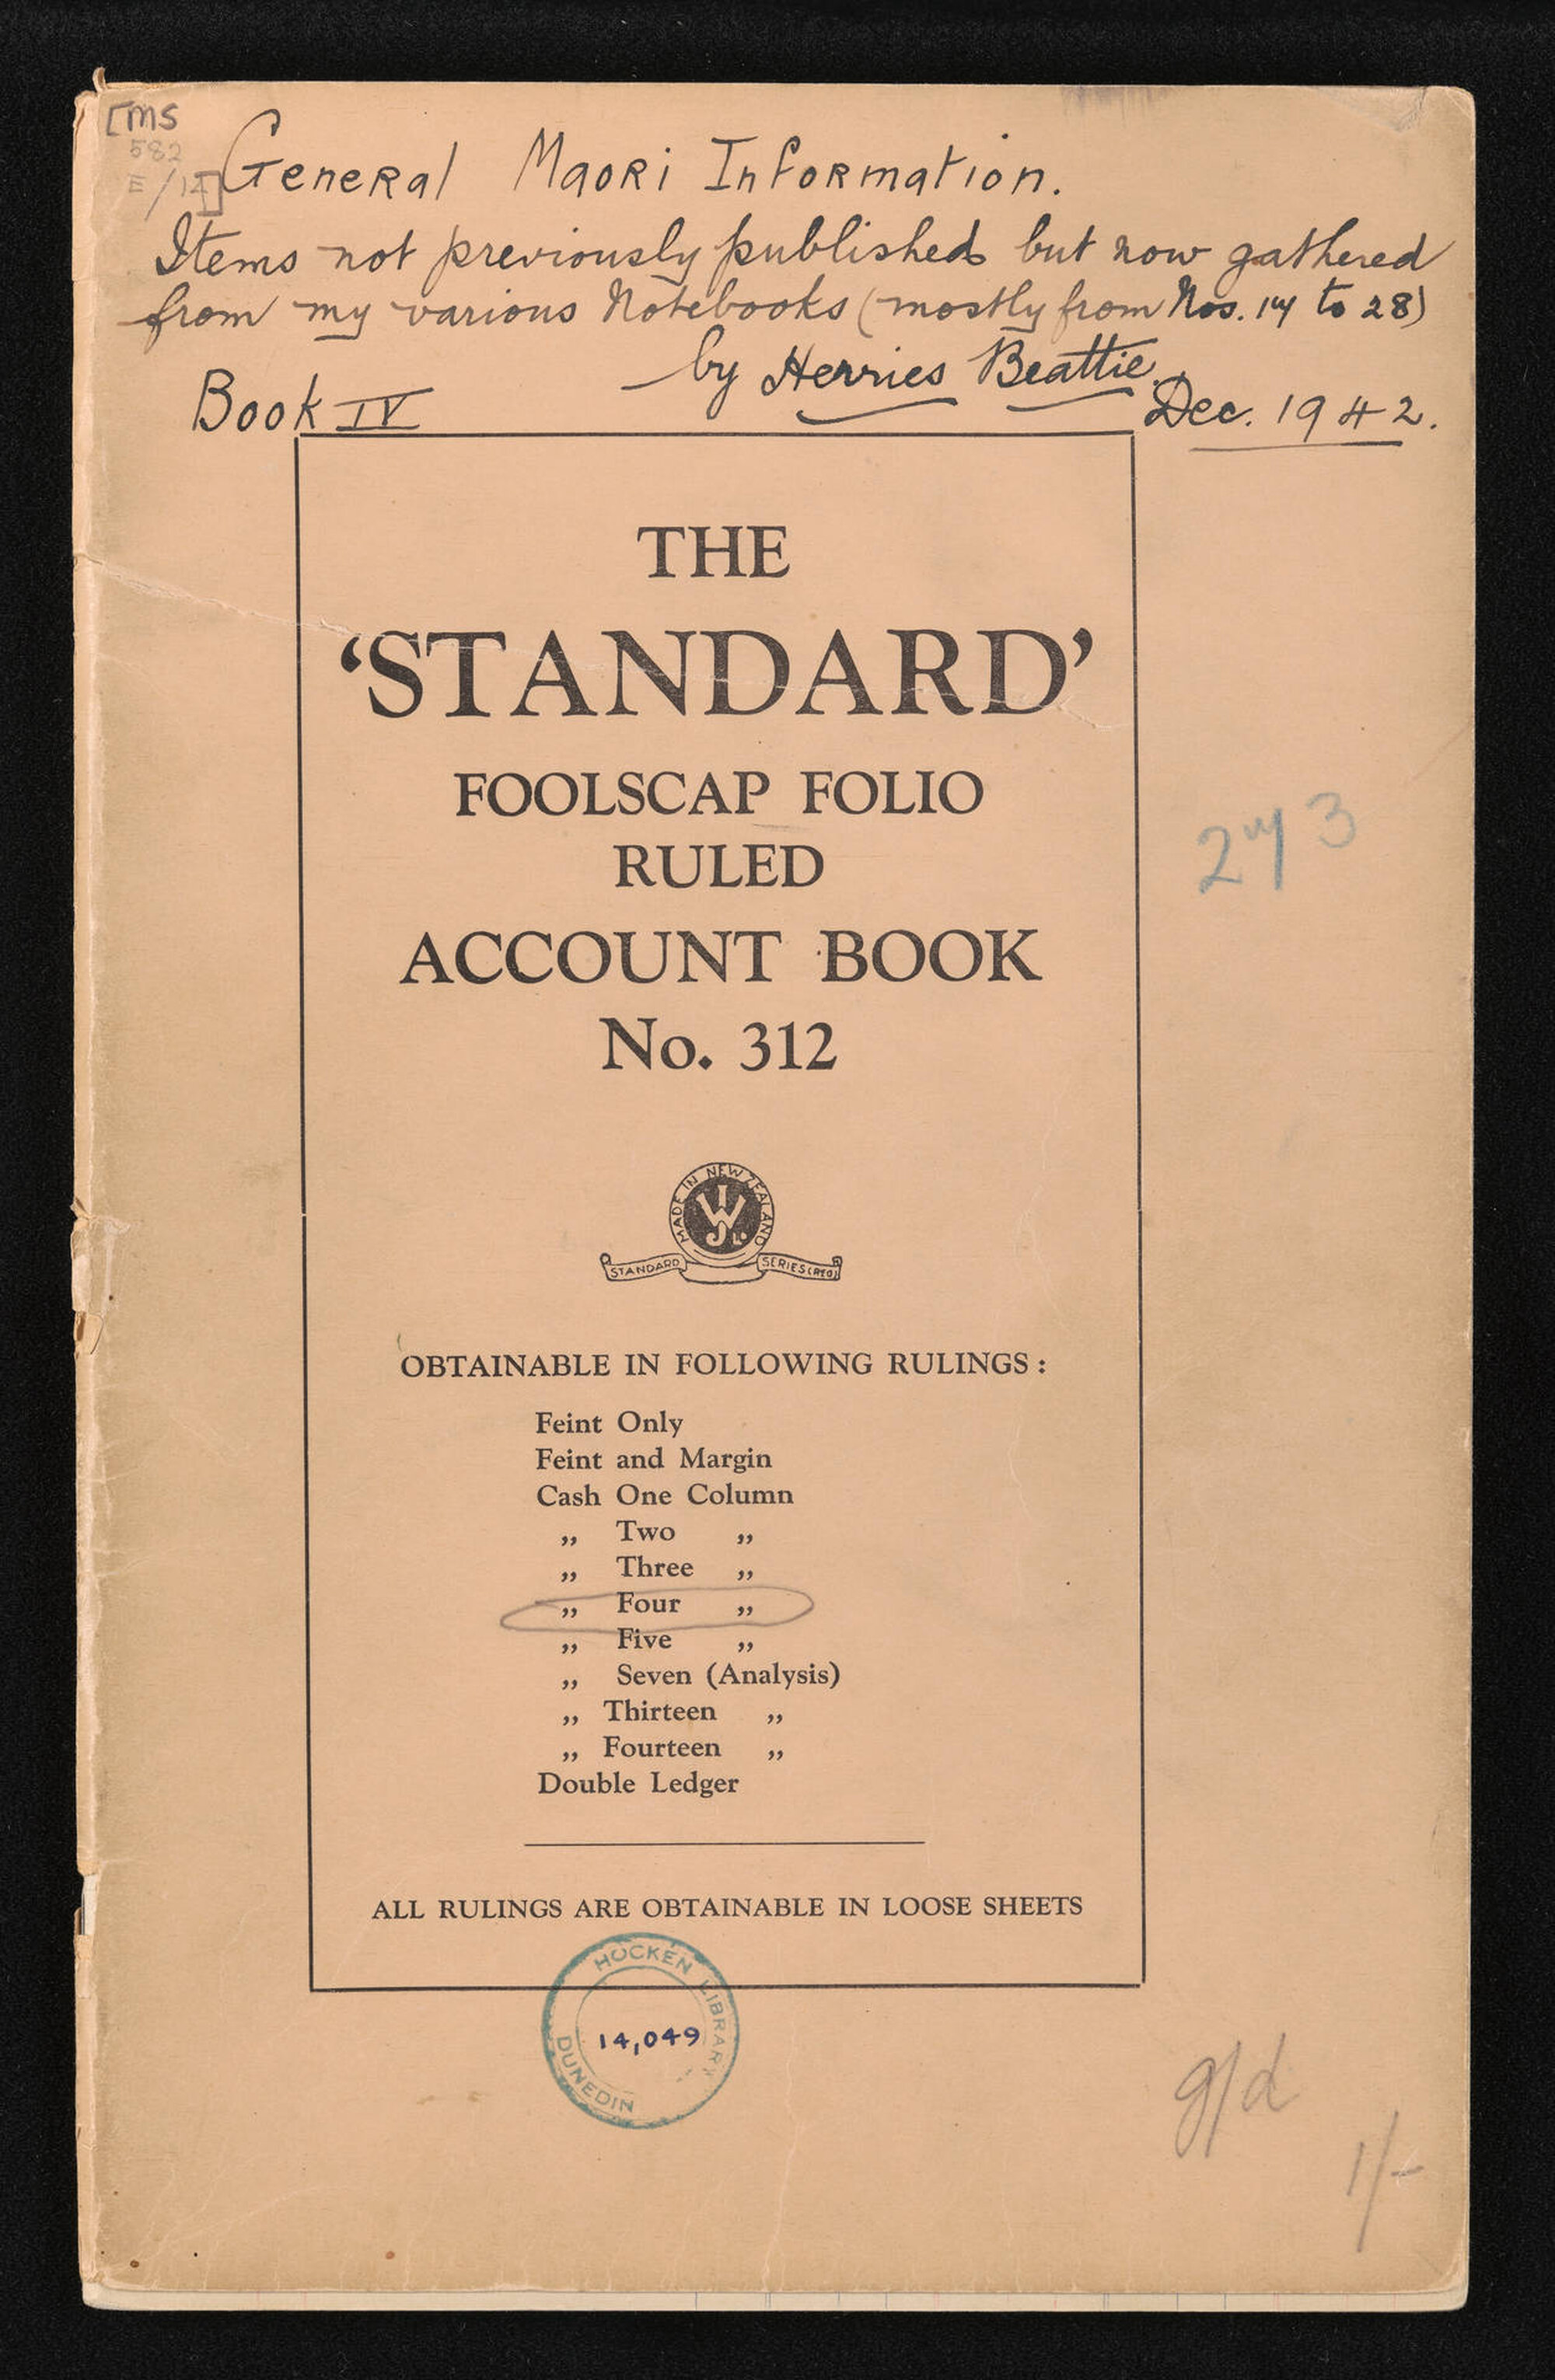 [MS
582
E/14]
General Maori Information.
Items not previously published but now gathered
from my various Notebooks (mostly from Nos. 14 to 28)
by Herries Beattie.
Book IV
Dec. 1942.
THE
‘STANDARD’
FOOLSCAP FOLIO
RULED
ACCOUNT BOOK
No. 312
273
MADE IN NEW ZEALAND
WJL.
STANDARD SERIES (REG)
OBTAINABLE IN FOLLOWING RULINGS :
Feint Only
Feint and Margin
Cash One Column
„ Two „
„ Three „
„ Four „
„ Five „
„ Seven (Analysis)
„ Thirteen „
„ Fourteen „
Double Ledger
ALL RULINGS ARE OBTAINABLE IN LOOSE SHEETS
HOCKEN LIBRARY
14,049
DUNEDIN
g/d
1/-